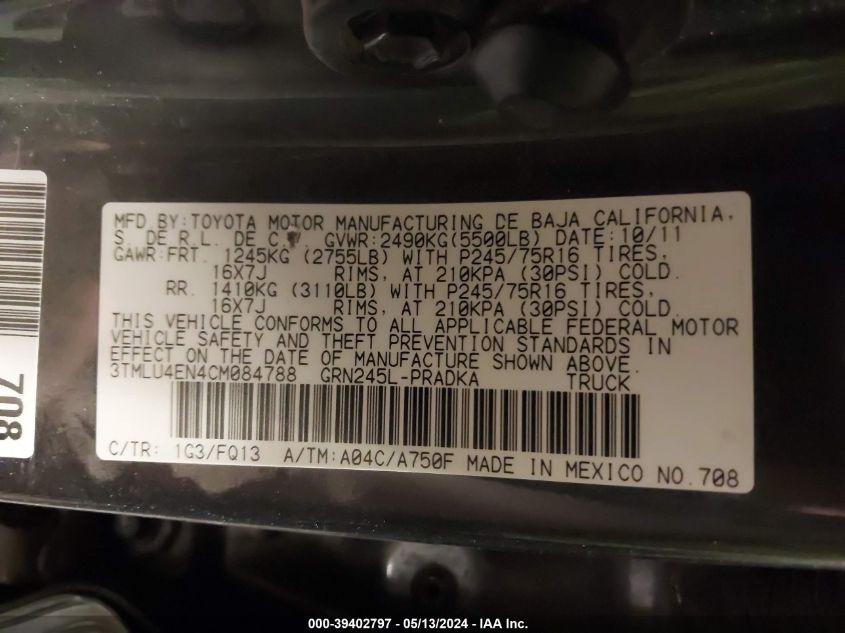 MFD BY:TOYOTA MOTOR MANUFACTURING DE BAJA CALIFORNIA,
S. DE R.L. DE C. . GVWR:2490KG(5500LB) DATE:10/11
GAWR:FRT. 1245KG (2755LB) WITH P245/75R16 TIRES,
16X7J RIMS, AT 210KPA (30PSI) COLD.
RR. 1410KG (3110LB) WITH P245/75R16 TIRES,
16X7J RIMS, AT 210KPA (30PSI) COLD.
THIS VEHICLE CONFORMS TO ALL APPLICABLE FEDERAL MOTOR
VEHICLE SAFETY AND THEFT PREVENTION STANDARDS IN
EFFECT ON THE DATE OF MANUFACTURE SHOWN ABOVE.
3TMLU4EN4CM084788 GRN245L-PRADKA TRUCK
C/TR: 1G3/FQ13 A/TM:A04C/A750F MADE IN MEXICO NO.708
708
000-39402797 - 05/13/2024 - IAA Inc.